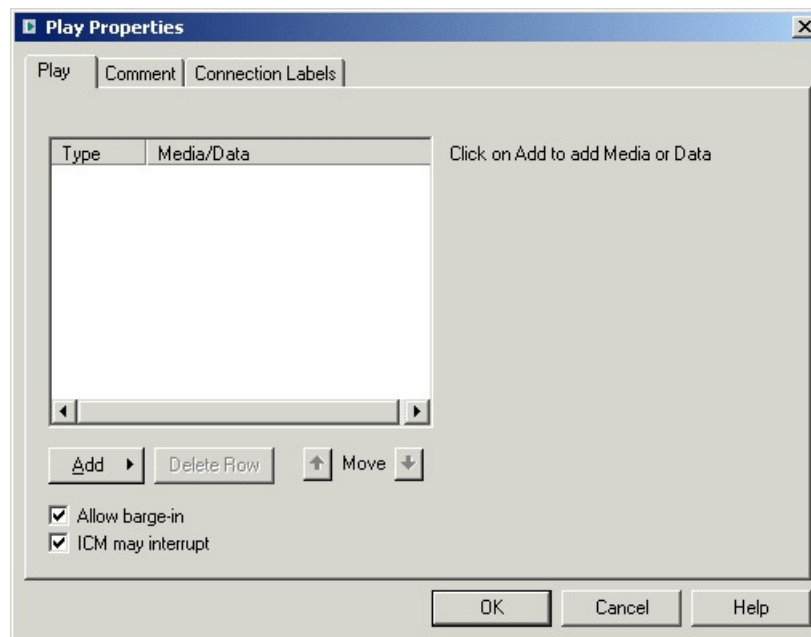 Play Properties
Play Comment Connection Labels
Type Media/Data
Click on Add to add Media or Data
Add Delete Row Move
Allow barge-in
ICM may interrupt
OK Cancel Help